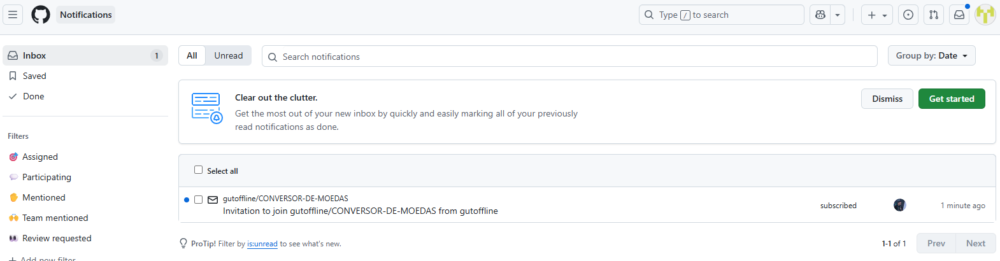 Notifications
Type / to search
Inbox 1
Saved
Done
Filters
Assigned
Participating
Mentioned
Team mentioned
Review requested
Add new filter
All Unread
Search notifications
Group by: Date
Clear out the clutter.
Get the most out of your new inbox by quickly and easily marking all of your previously
read notifications as done.
Dismiss Get started
Select all
gutoffline/CONVERSOR-DE-MOEDAS
Invitation to join gutoffline/CONVERSOR-DE-MOEDAS from gutoffline
subscribed
1 minute ago
ProTip! Filter by is:unread to see what's new.
1-1 of 1
Prev Next